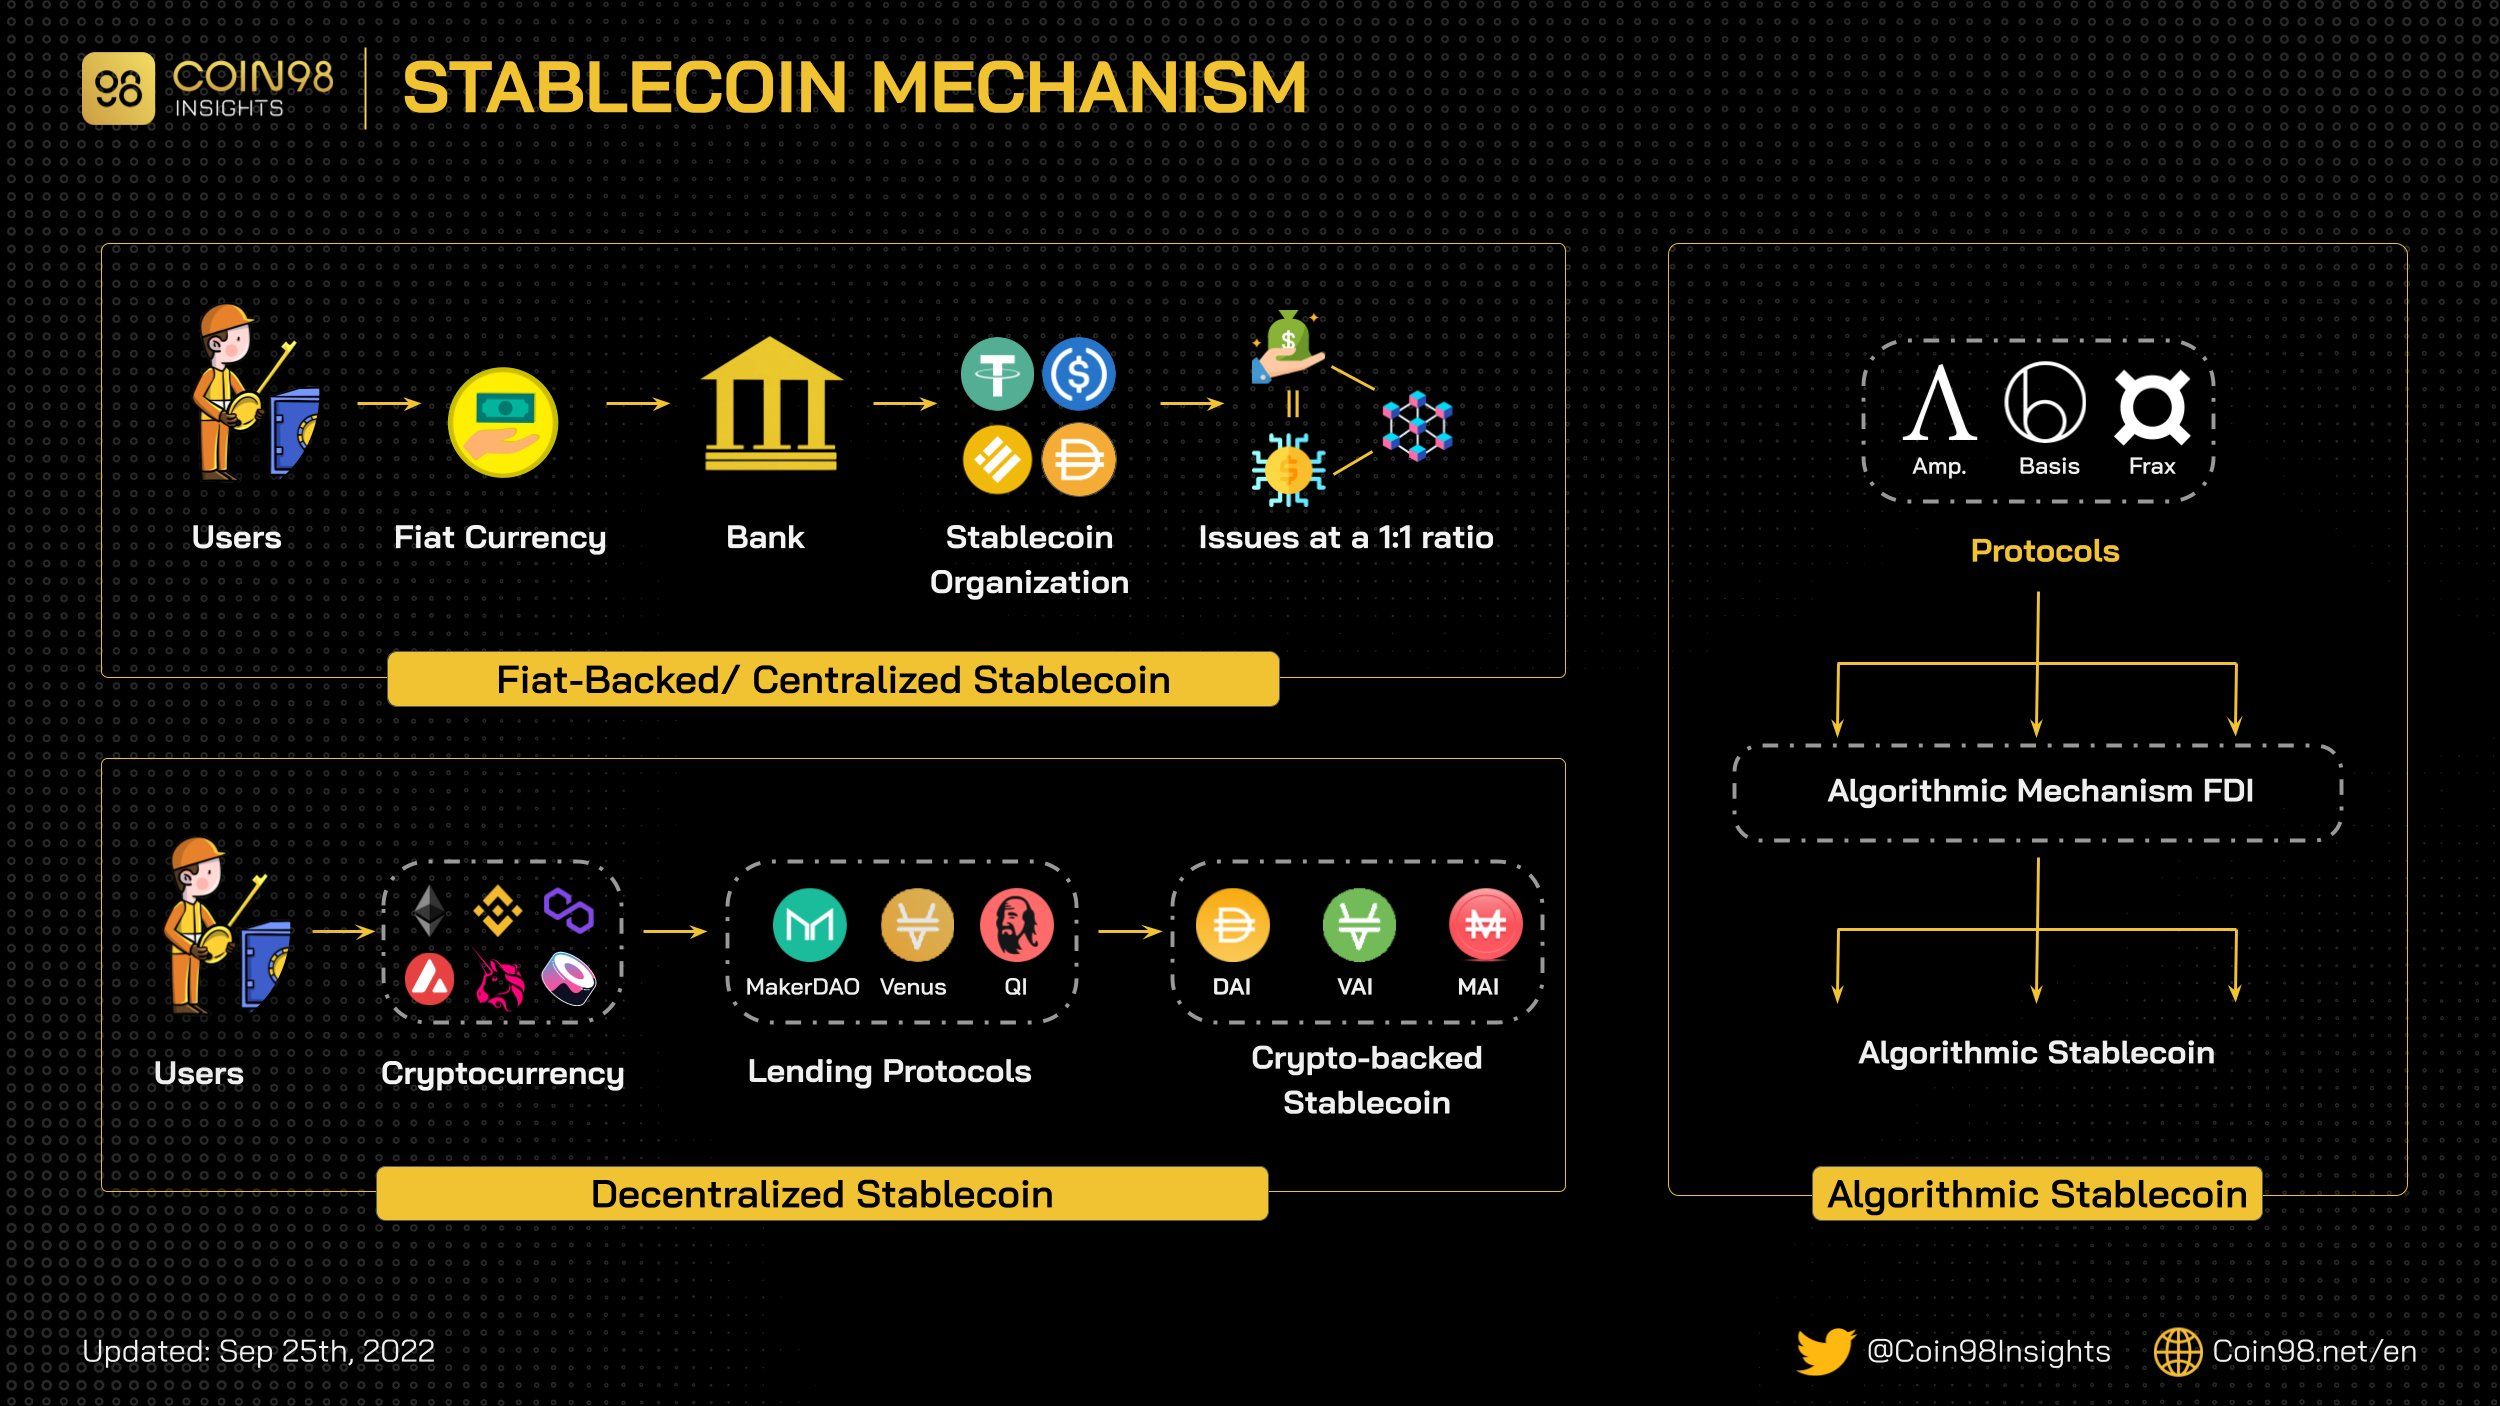 98 COIN98
INSIGHTS
STABLECOIN MECHANISM
Users
Fiat Currency
Bank
Stablecoin
Organization
Issues at a 1:1 ratio
Fiat-Backed/ Centralized Stablecoin
Users
Cryptocurrency
MakerDAO Venus QI
Lending Protocols
DAI VAI MAI
Crypto-backed
Stablecoin
Decentralized Stablecoin
Amp. Basis Frax
Protocols
Algorithmic Mechanism FDI
Algorithmic Stablecoin
Algorithmic Stablecoin
Updated: Sep 25th, 2022
@Coin98Insights
Coin98.net/en